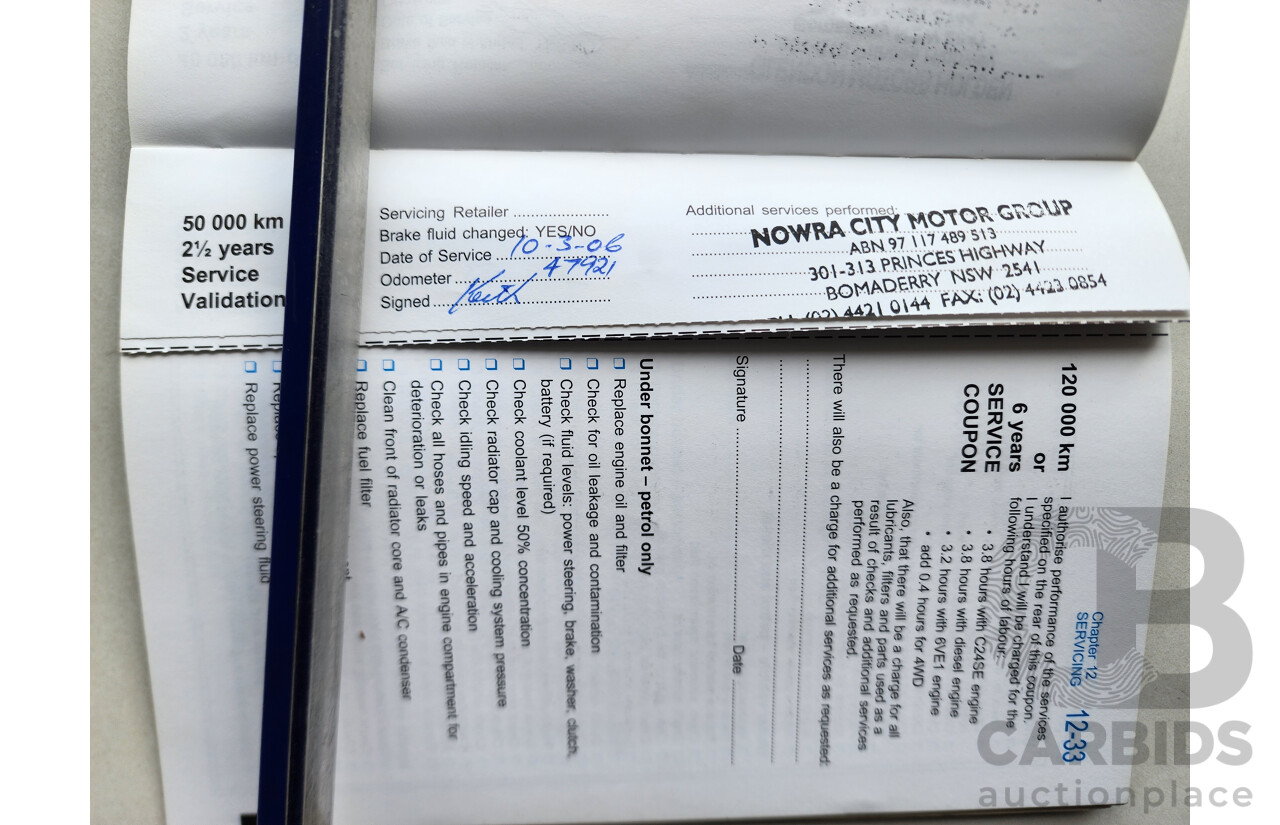 50 000 km
2½ years
Service
Validation
Servicing Retailer
Brake fluid changed: YES/NO
Date of Service 10-3-06
Odometer 47921
Signed Keith
Additional services performed:
NOWRA CITY MOTOR GROUP
ABN 97 117 489 513
301-313 PRINCES HIGHWAY
BOMADERRY NSW 2541
(02) 4421 0144 FAX: (02) 4423 0854
Chapter 12
SERVICING 12-33
120 000 km
or
6 years
SERVICE
COUPON
I authorise performance of the services
specified on the rear of this coupon.
I understand I will be charged for the
following hours of labour:
• 3.8 hours with C24SE engine
• 3.8 hours with diesel engine
• 3.2 hours with 6VE1 engine
• add 0.4 hours for 4WD
Also, that there will be a charge for all
lubricants, filters and parts used as a
result of checks and additional services
performed as requested.
There will also be a charge for additional services as requested:
Signature Date
Under bonnet – petrol only
❏ Replace engine oil and filter
❏ Check for oil leakage and contamination
❏ Check fluid levels: power steering, brake, washer, clutch,
battery (if required)
❏ Check coolant level 50% concentration
❏ Check radiator cap and cooling system pressure
❏ Check idling speed and acceleration
❏ Check all hoses and pipes in engine compartment for
deterioration or leaks
❏ Clean front of radiator core and A/C condenser
❏ Replace fuel filter
❏ Replace power steering fluid
B
CARBIDS
auctionplace